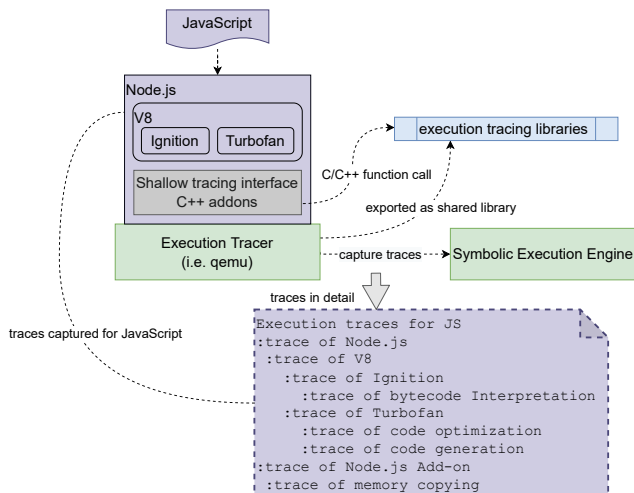 JavaScript
Node.js
V8
Ignition
Turbofan
Shallow tracing interface
C++ addons
execution tracing libraries
C/C++ function call
exported as shared library
Execution Tracer
(i.e. qemu)
capture traces
Symbolic Execution Engine
traces in detail
traces captured for JavaScript
Execution traces for JS
:trace of Node.js
:trace of V8
:trace of Ignition
:trace of bytecode Interpretation
:trace of Turbofan
:trace of code optimization
:trace of code generation
:trace of Node.js Add-on
:trace of memory copying